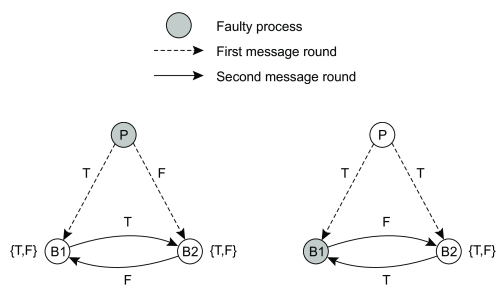 Faulty process
First message round
Second message round
P
P
T
F
T
T
T
F
{T,F}
B1
B2
{T,F}
B1
B2
{T,F}
F
T